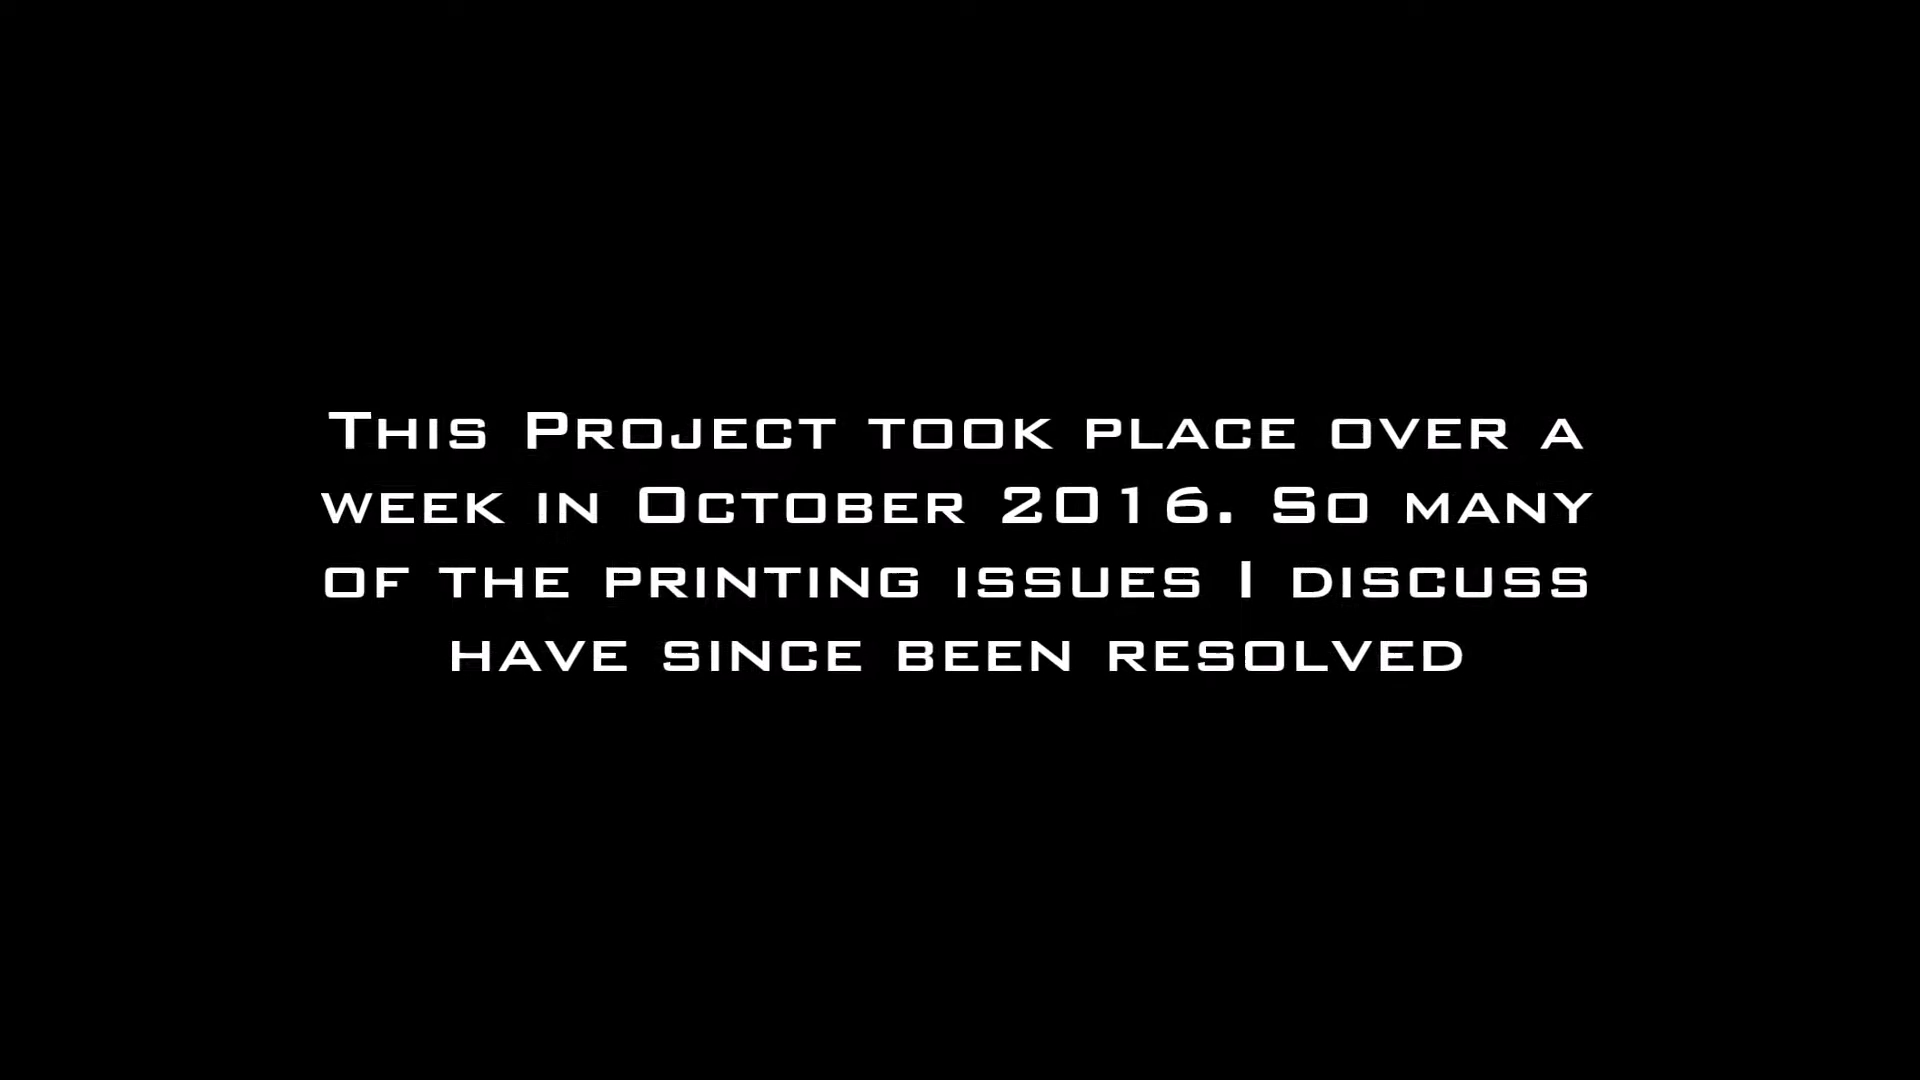 This Project took place over a
week in October 2016. So many
of the printing issues I discuss
have since been resolved